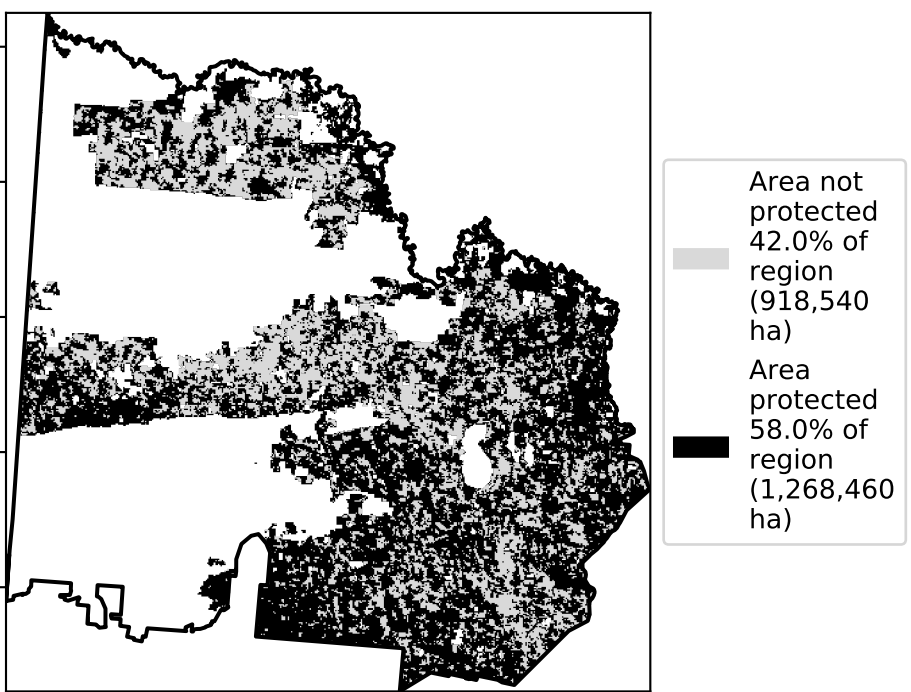 Area not
protected
42.0% of
region
(918,540
ha)
Area
protected
58.0% of
region
(1,268,460
ha)